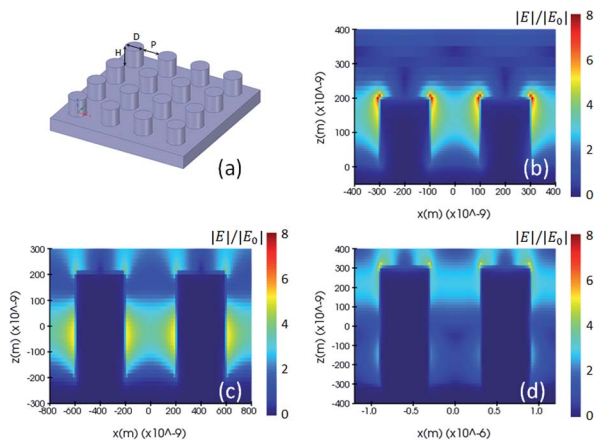 D
P
H
(a)
|E|/|E₀|
8
6
4
2
0
z(m) (x10^-9)
400
300
200
100
0
-400 -300 -200 -100 0 100 200 300 400
x(m) (x10^-9)
(b)
|E|/|E₀|
8
6
4
2
0
z(m) (x10^-9)
300
200
100
0
-100
-200
-300
-800 -600 -400 -200 0 200 400 600 800
x(m) (x10^-9)
(c)
|E|/|E₀|
8
6
4
2
0
z(m) (x10^-9)
400
300
200
100
0
-100
-200
-300
-400
-1.0 -0.5 0.0 0.5 1.0
x(m) (x10^-6)
(d)